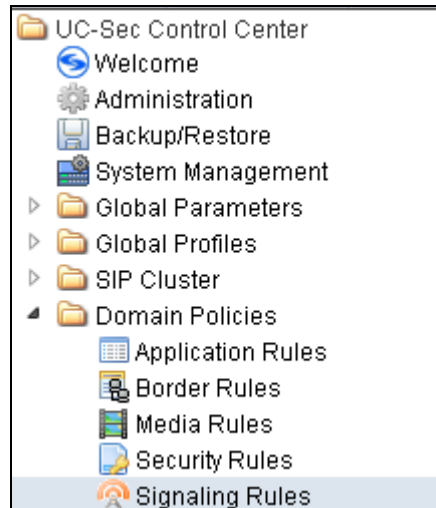 UC-Sec Control Center
Welcome
Administration
Backup/Restore
System Management
Global Parameters
Global Profiles
SIP Cluster
Domain Policies
Application Rules
Border Rules
Media Rules
Security Rules
Signaling Rules